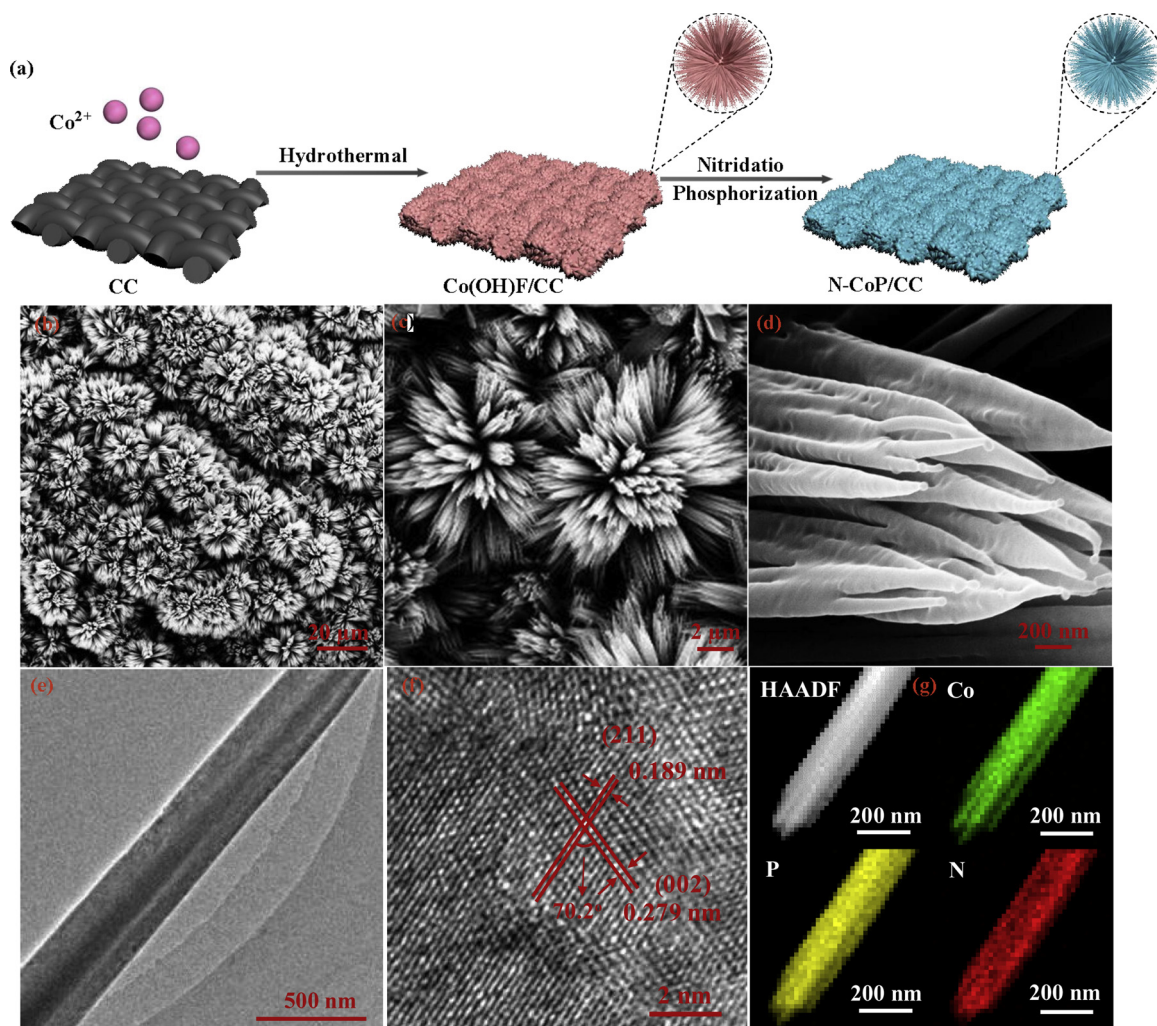 (a)
Co2+
Hydrothermal
Nitridatio
Phosphorization
CC
Co(OH)F/CC
N-CoP/CC
(b)
20 μm
(c)
2 μm
(d)
200 nm
(e)
500 nm
(f)
(211)
0.189 nm
(002)
70.2°
0.279 nm
2 nm
HAADF
(g)
Co
200 nm
200 nm
P
N
200 nm
200 nm